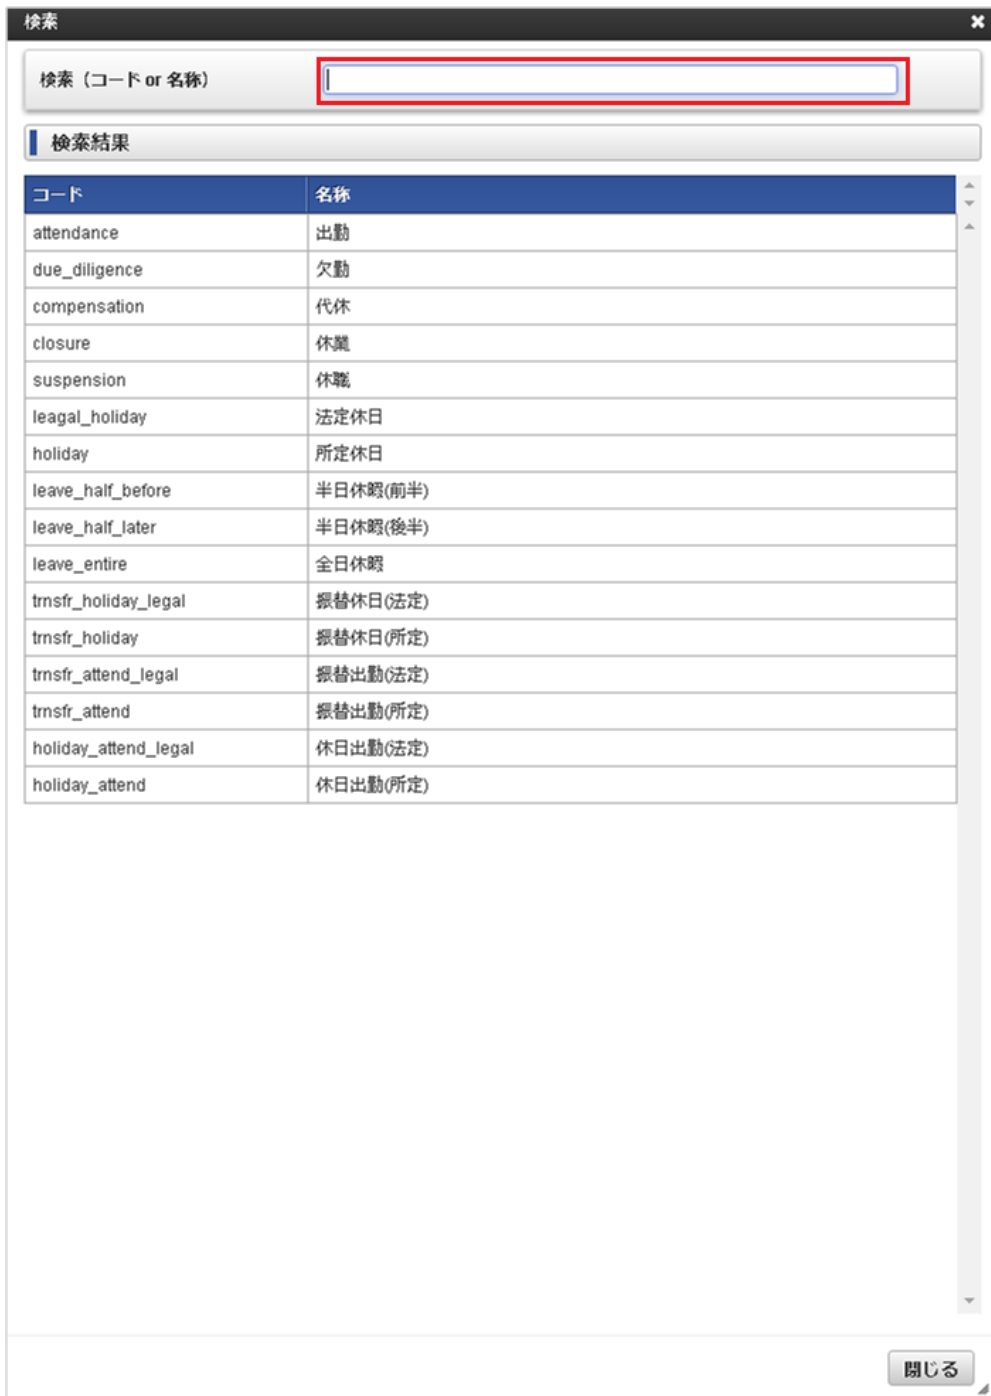 検索
検索（コード or 名称）
検索結果
コード 名称
attendance 出勤
due_diligence 欠勤
compensation 代休
closure 休業
suspension 休職
leagal_holiday 法定休日
holiday 所定休日
leave_half_before 半日休暇(前半)
leave_half_later 半日休暇(後半)
leave_entire 全日休暇
trnsfr_holiday_legal 振替休日(法定)
trnsfr_holiday 振替休日(所定)
trnsfr_attend_legal 振替出勤(法定)
trnsfr_attend 振替出勤(所定)
holiday_attend_legal 休日出勤(法定)
holiday_attend 休日出勤(所定)
閉じる